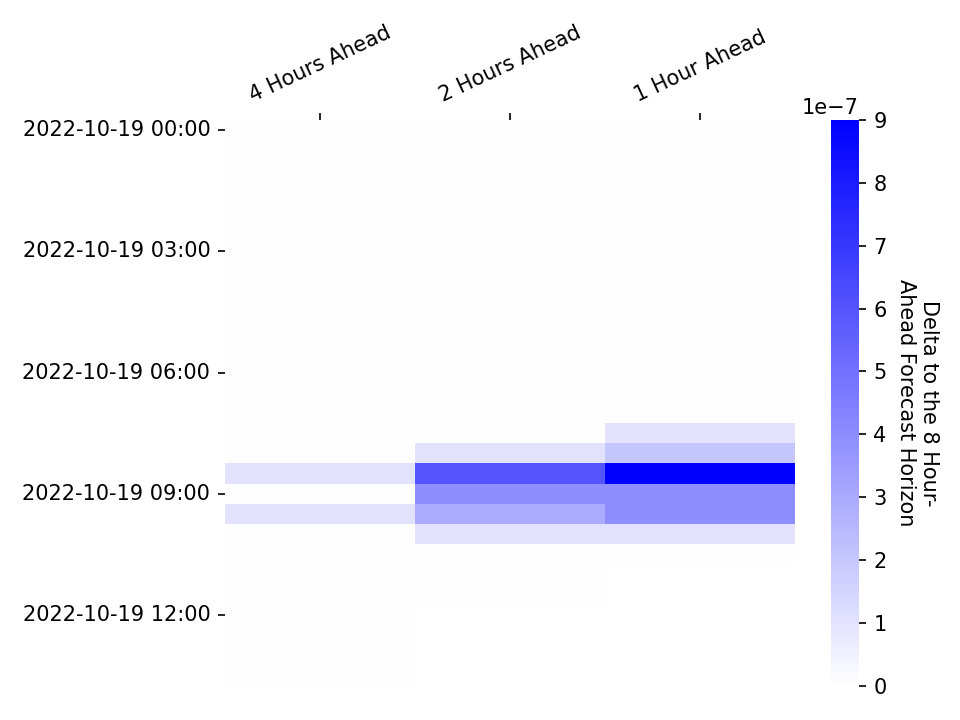 4 Hours Ahead
2 Hours Ahead
1 Hour Ahead
2022-10-19 00:00
2022-10-19 03:00
2022-10-19 06:00
2022-10-19 09:00
2022-10-19 12:00
1e−7
9
8
7
6
5
4
3
2
1
0
Delta to the 8 Hour-
Ahead Forecast Horizon